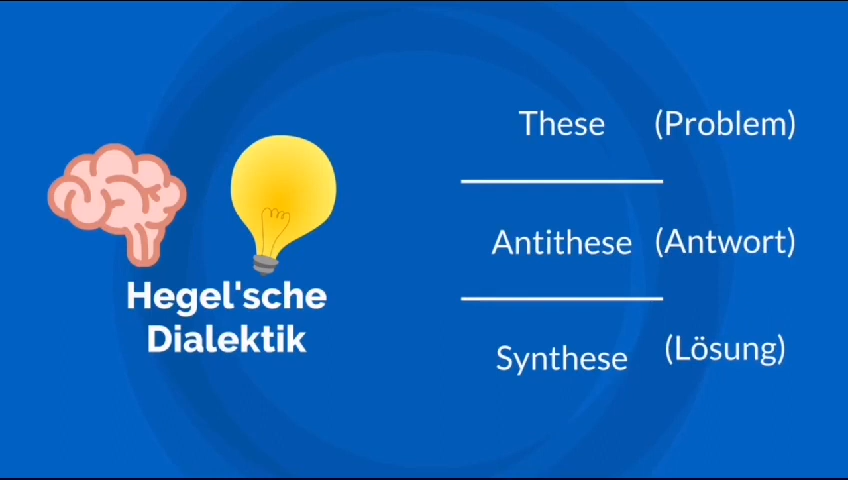 Hegel'sche
Dialektik
These (Problem)
Antithese (Antwort)
Synthese (Lösung)